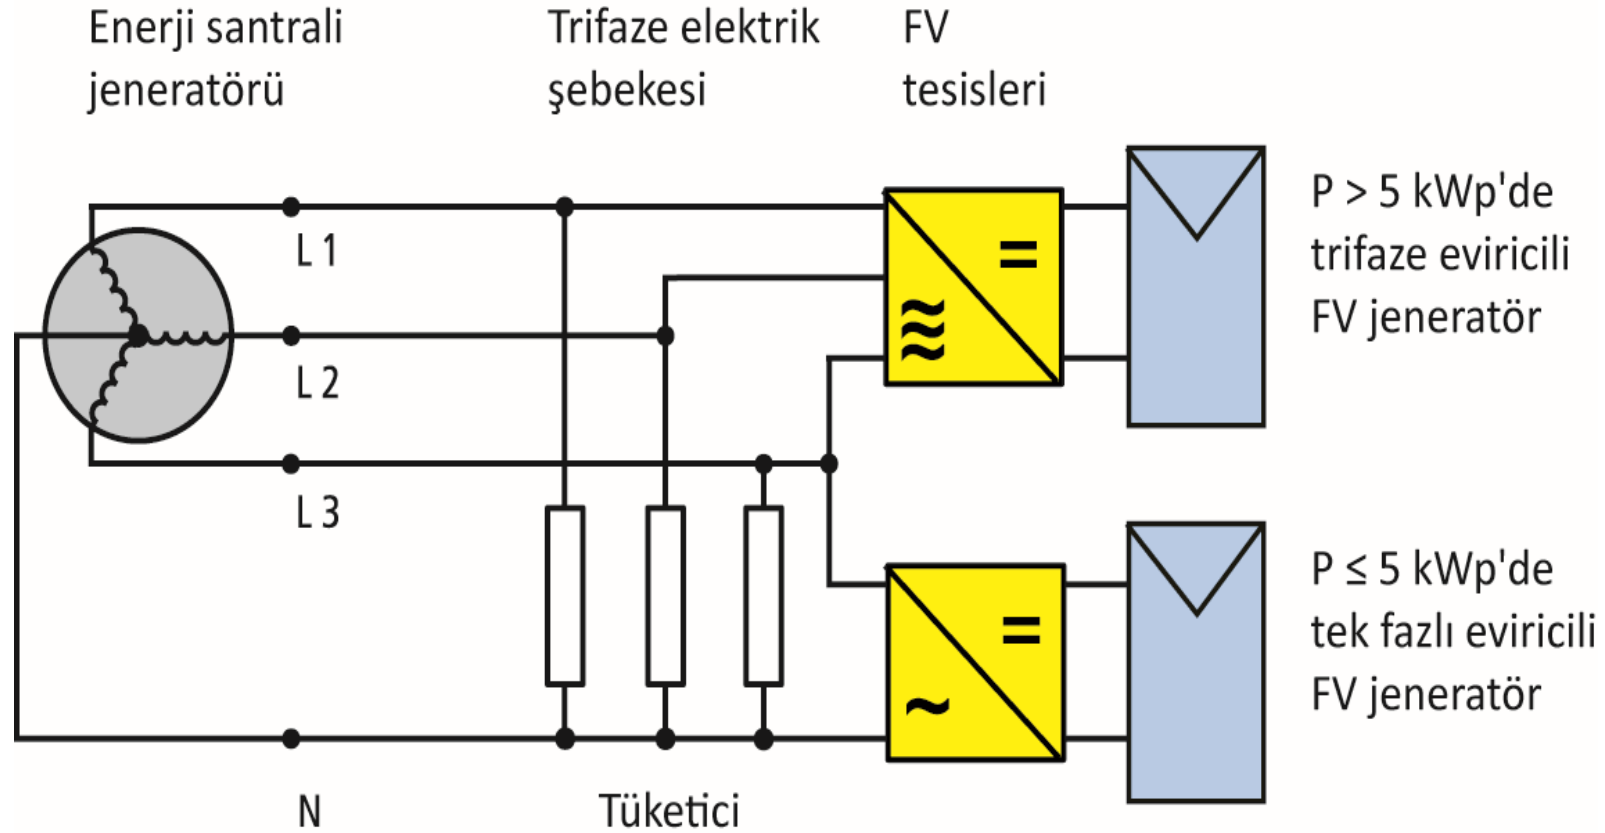 Enerji santrali
jeneratörü
Trifaze elektrik
şebekesi
FV
tesisleri
L 1
L 2
L 3
N
Tüketici
P > 5 kWp'de
trifaze eviricili
FV jeneratör
P ≤ 5 kWp'de
tek fazlı eviricili
FV jeneratör